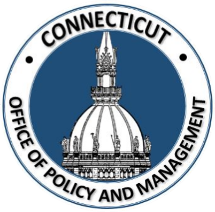 CONNECTICUT
OFFICE OF POLICY AND MANAGEMENT